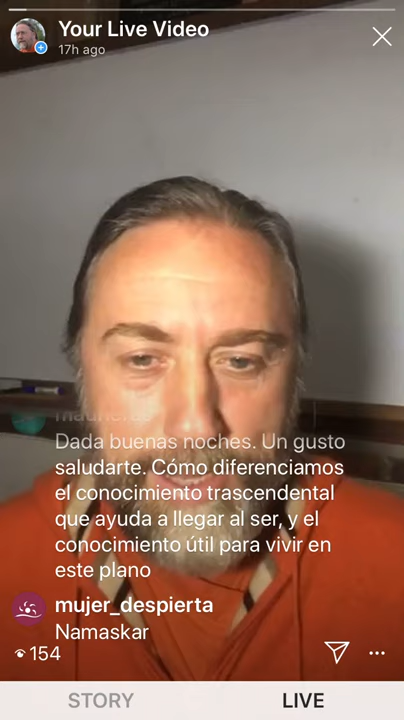 Your Live Video
17h ago
Dada buenas noches. Un gusto
saludarte. Cómo diferenciamos
el conocimiento trascendental
que ayuda a llegar al ser, y el
conocimiento útil para vivir en
este plano
mujer_despierta
Namaskar
154
STORY
LIVE